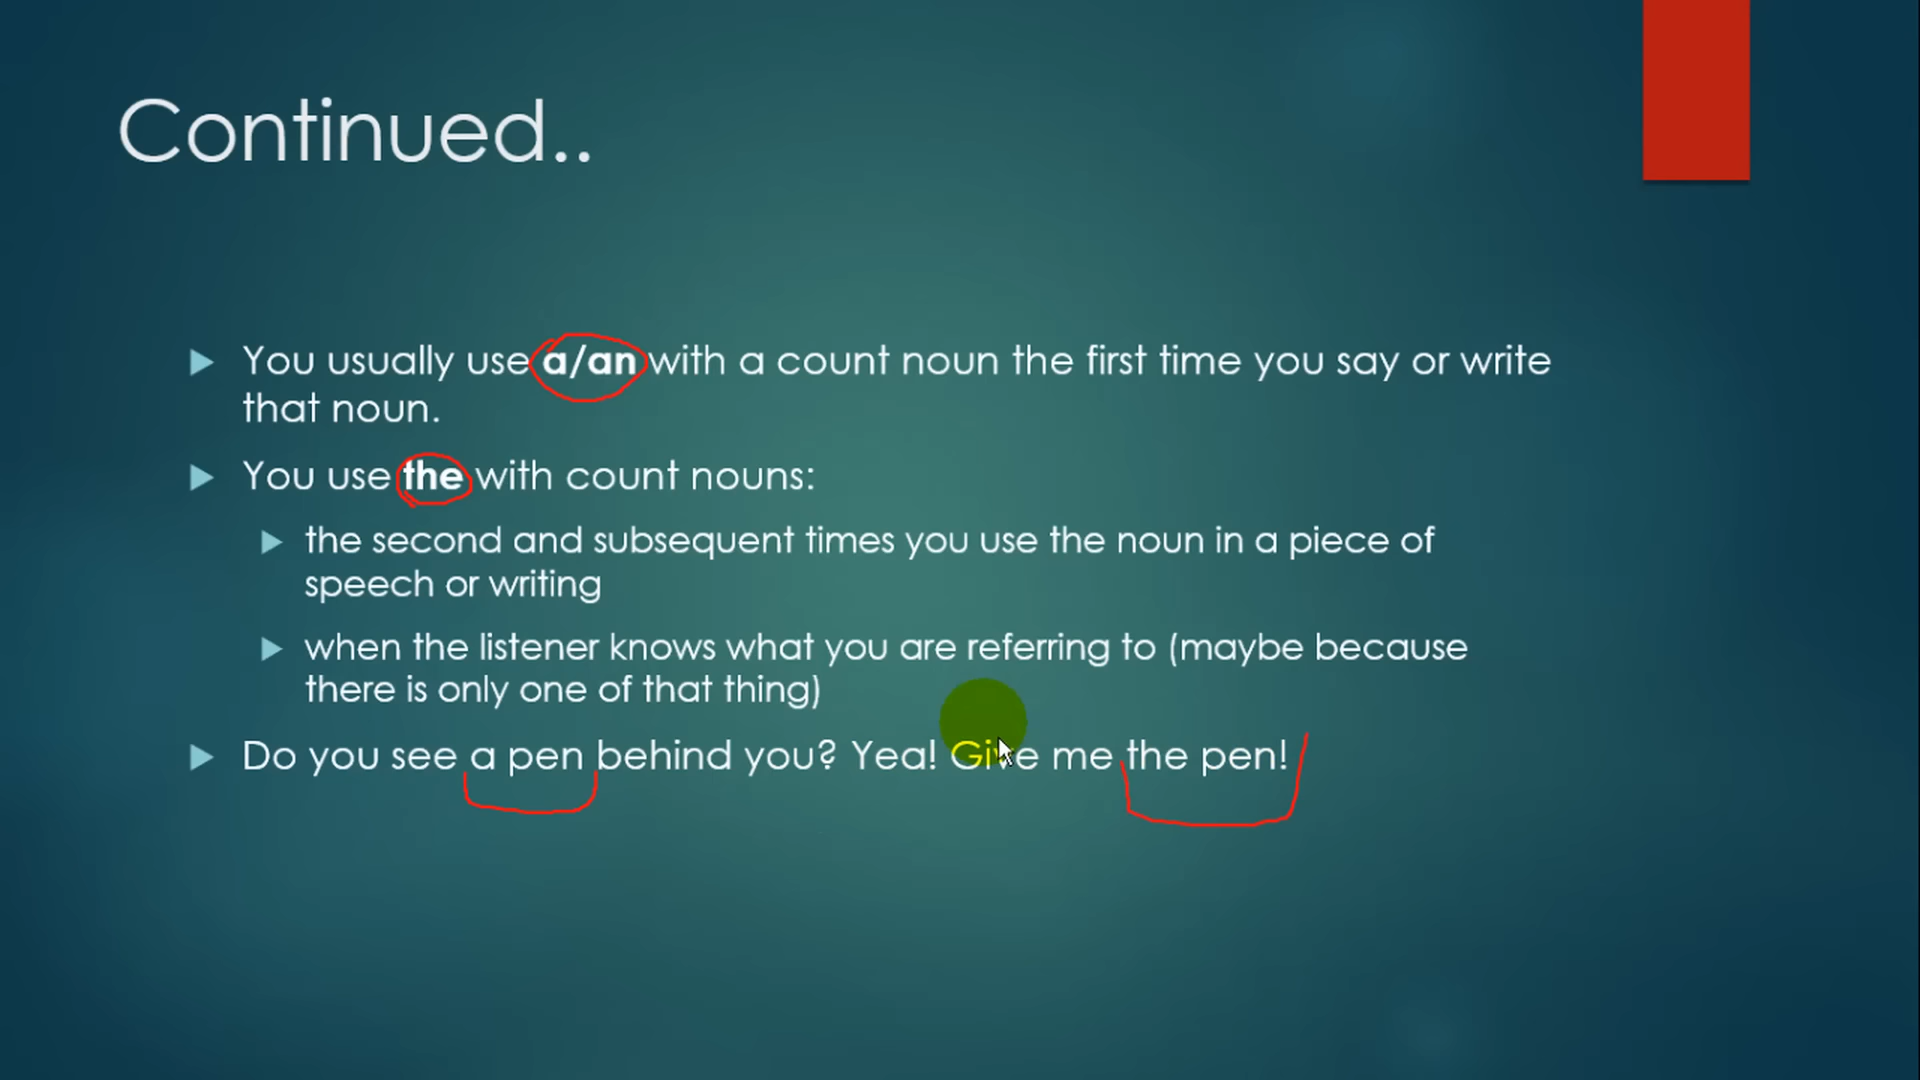 Continued..
You usually use a/an with a count noun the first time you say or write
that noun.
You use the with count nouns:
the second and subsequent times you use the noun in a piece of
speech or writing
when the listener knows what you are referring to (maybe because
there is only one of that thing)
Do you see a pen behind you? Yea! Give me the pen!